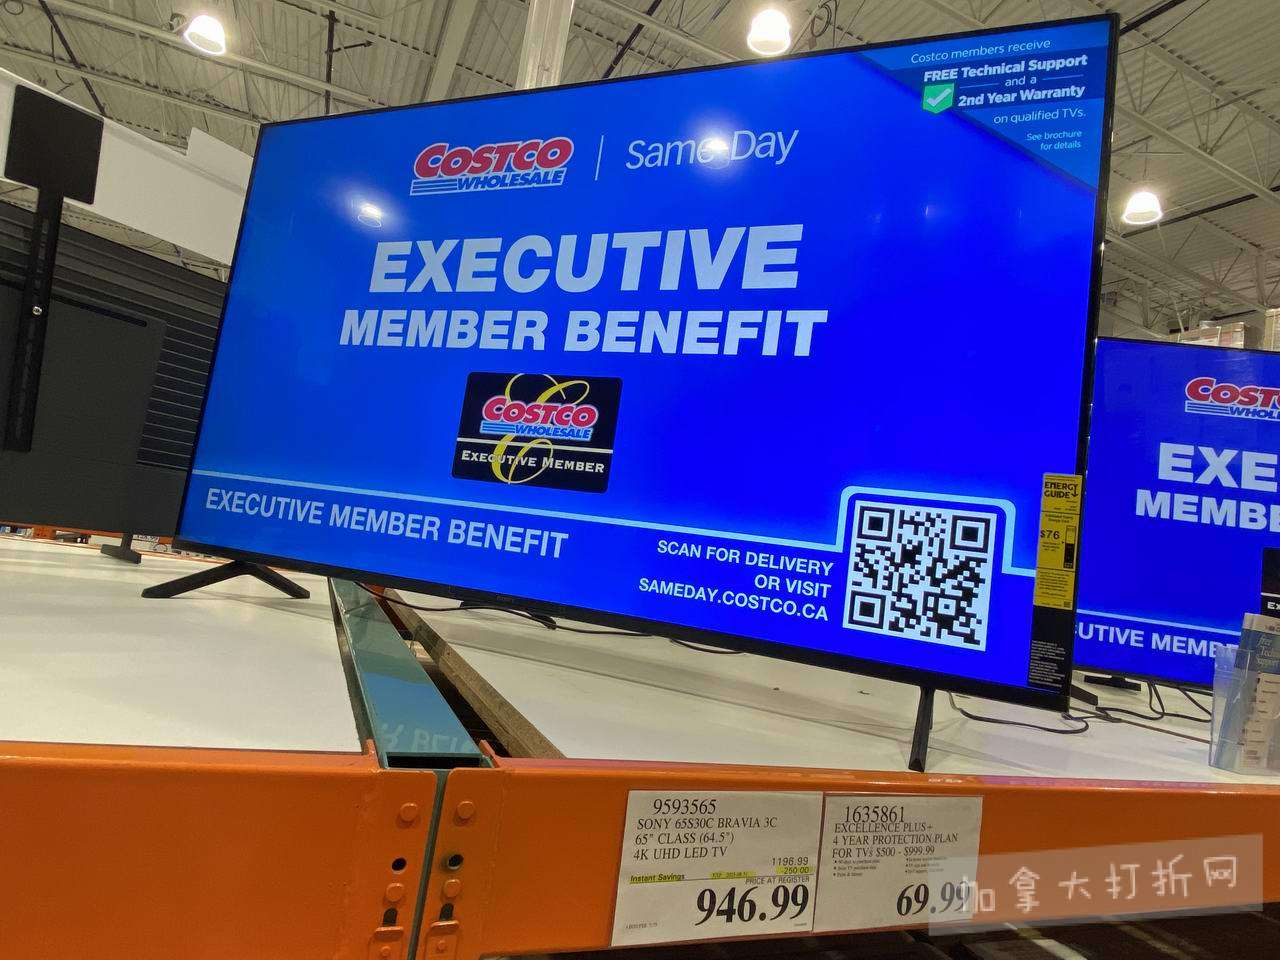 Costco members receive
FREE Technical Support
and a
2nd Year Warranty
on qualified TVs.
See brochure
for details
COSTCO
WHOLESALE
Same-Day
EXECUTIVE
MEMBER BENEFIT
COSTCO
WHOLESALE
EXECUTIVE MEMBER
EXECUTIVE MEMBER BENEFIT
SCAN FOR DELIVERY
OR VISIT
SAMEDAY.COSTCO.CA
ENERGY
GUIDE
$76
COSTCO
WHOLESALE
EXE
MEMB
UTIVE MEMBE
9593565
SONY 65S30C BRAVIA 3C
65" CLASS (64.5")
4K UHD LED TV
1196.99
Instant Savings
250.00
PRICE AT REGISTER
946.99
1635861
EXCELLENCE PLUS+
4 YEAR PROTECTION PLAN
FOR TVs $500 - $999.99
69.99
加拿大打折网